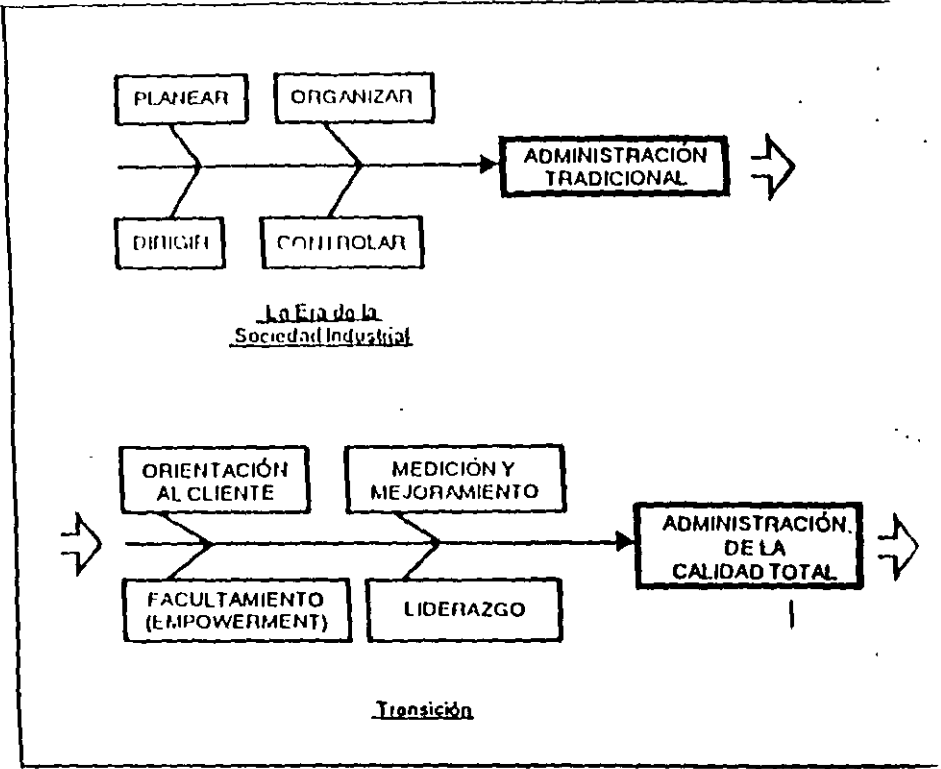 PLANEAR
ORGANIZAR
ADMINISTRACIÓN
TRADICIONAL
DIRIGIR
CONTROLAR
La Era de la
Sociedad Industrial
ORIENTACIÓN
AL CLIENTE
MEDICIÓN Y
MEJORAMIENTO
ADMINISTRACIÓN
DE LA
CALIDAD TOTAL
FACULTAMIENTO
(EMPOWERMENT)
LIDERAZGO
Transición